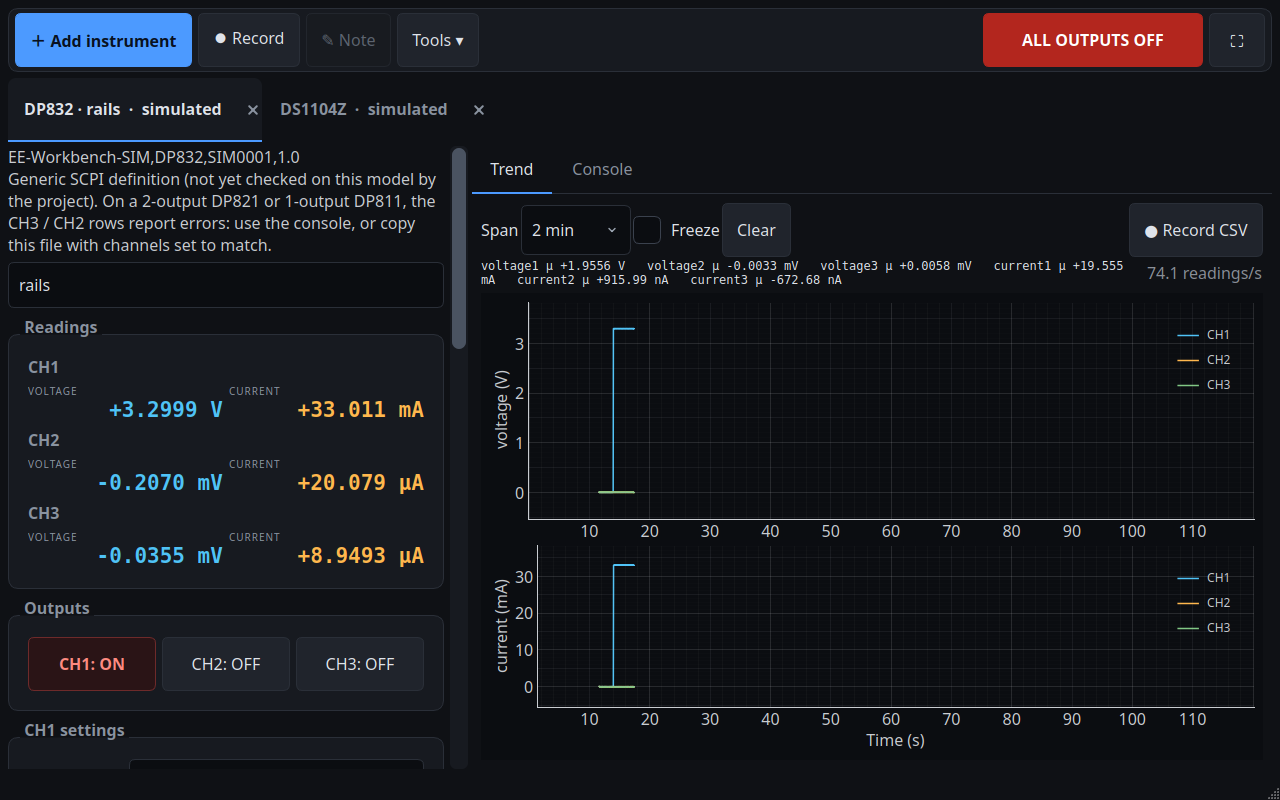 + Add instrument
● Record
✎ Note
Tools ▾
ALL OUTPUTS OFF
DP832 · rails · simulated ×
DS1104Z · simulated ×
EE-Workbench-SIM,DP832,SIM0001,1.0
Generic SCPI definition (not yet checked on this model by
the project). On a 2-output DP821 or 1-output DP811, the
CH3 / CH2 rows report errors: use the console, or copy
this file with channels set to match.
rails
Readings
CH1
VOLTAGE CURRENT
+3.2999 V +33.011 mA
CH2
VOLTAGE CURRENT
-0.2070 mV +20.079 µA
CH3
VOLTAGE CURRENT
-0.0355 mV +8.9493 µA
Outputs
CH1: ON CH2: OFF CH3: OFF
CH1 settings
Trend Console
Span 2 min Freeze Clear ● Record CSV
voltage1 µ +1.9556 V voltage2 µ -0.0033 mV voltage3 µ +0.0058 mV current1 µ +19.555
mA current2 µ +915.99 nA current3 µ -672.68 nA
74.1 readings/s
voltage (V)
3
2
1
0
CH1
CH2
CH3
10 20 30 40 50 60 70 80 90 100 110
current (mA)
30
20
10
0
CH1
CH2
CH3
10 20 30 40 50 60 70 80 90 100 110
Time (s)